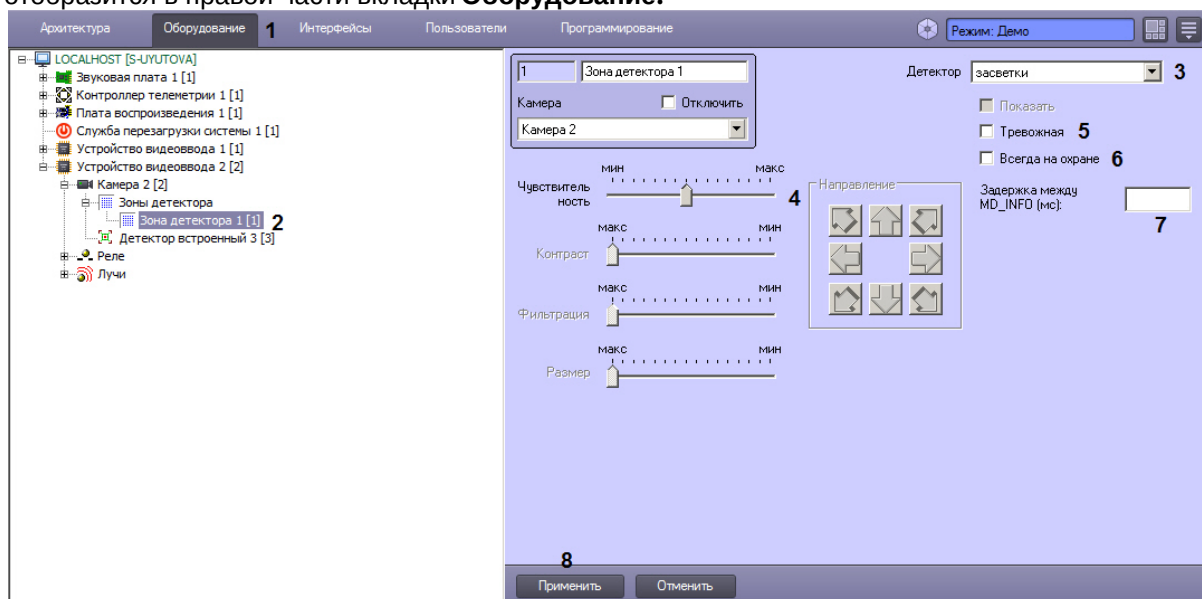 отобразится в правой части вкладки Оборудование.
Архитектура Оборудование 1 Интерфейсы Пользователи Программирование Режим: Демо
LOCALHOST [S-UYUTOVA]
Звуковая плата 1 [1]
Контроллер телеметрии 1 [1]
Плата воспроизведения 1 [1]
Служба перезагрузки системы 1 [1]
Устройство видеоввода 1 [1]
Устройство видеоввода 2 [2]
Камера 2 [2]
Зоны детектора
Зона детектора 1 [1] 2
Детектор встроенный 3 [3]
Реле
Лучи
1 Зона детектора 1
Камера Отключить
Камера 2
Детектор засветки 3
Показать
Тревожная 5
Всегда на охране 6
Задержка между
MD_INFO (мс):
7
мин макс
Чувствитель
ность
4
макс мин
Контраст
макс мин
Фильтрация
макс мин
Размер
Направление
8
Применить Отменить